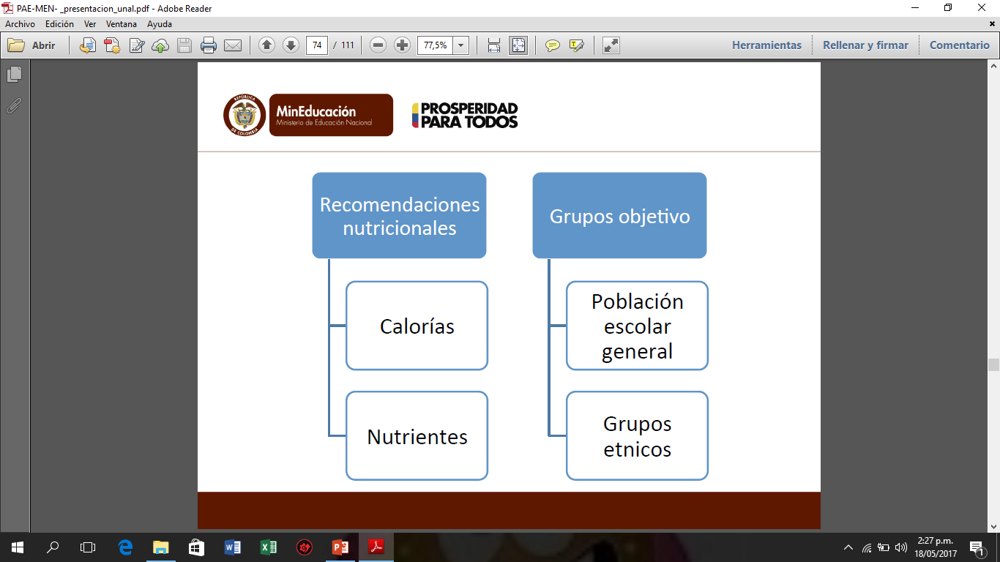 PAE-MEN- _presentacion_unal.pdf - Adobe Reader
Archivo Edición Ver Ventana Ayuda
Abrir 74 / 111 77,5% Herramientas Rellenar y firmar Comentario
REPÚBLICA
DE COLOMBIA
MinEducación
Ministerio de Educación Nacional
PROSPERIDAD
PARA TODOS
Recomendaciones
nutricionales
Calorías
Nutrientes
Grupos objetivo
Población
escolar
general
Grupos
etnicos
2:27 p.m.
18/05/2017
1